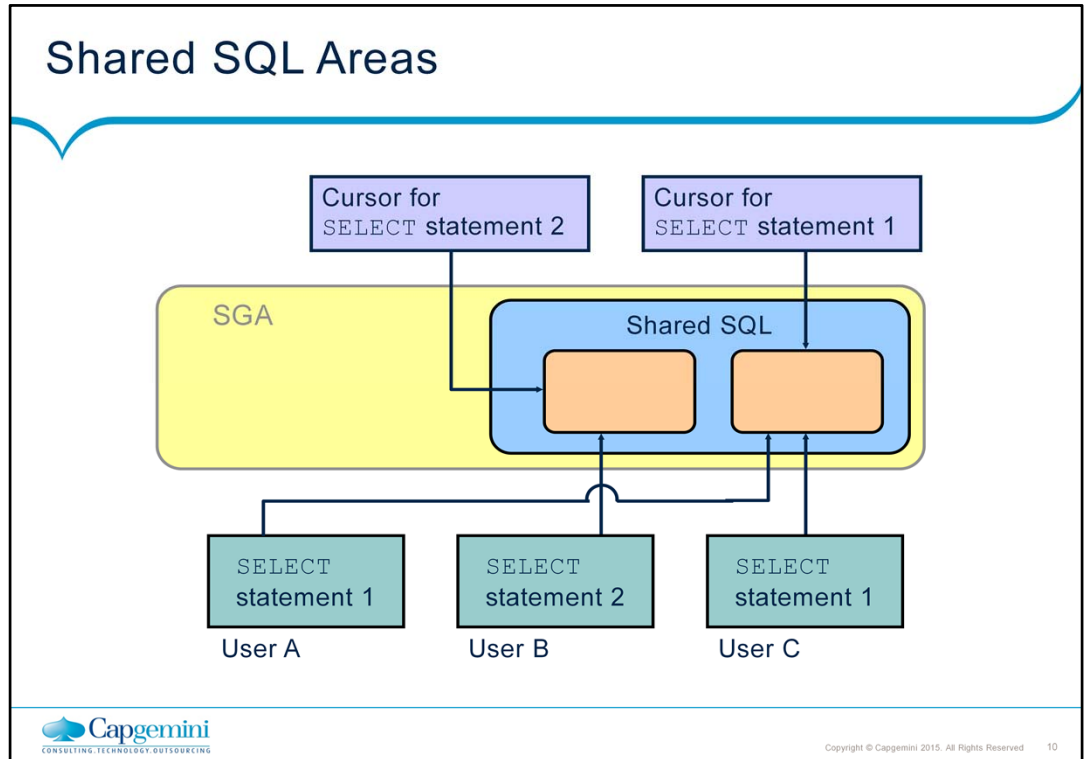 Shared SQL Areas
Cursor for
SELECT statement 2
Cursor for
SELECT statement 1
SGA
Shared SQL
SELECT
statement 1
SELECT
statement 2
SELECT
statement 1
User A
User B
User C
Capgemini
CONSULTING.TECHNOLOGY.OUTSOURCING
Copyright © Capgemini 2015. All Rights Reserved 10